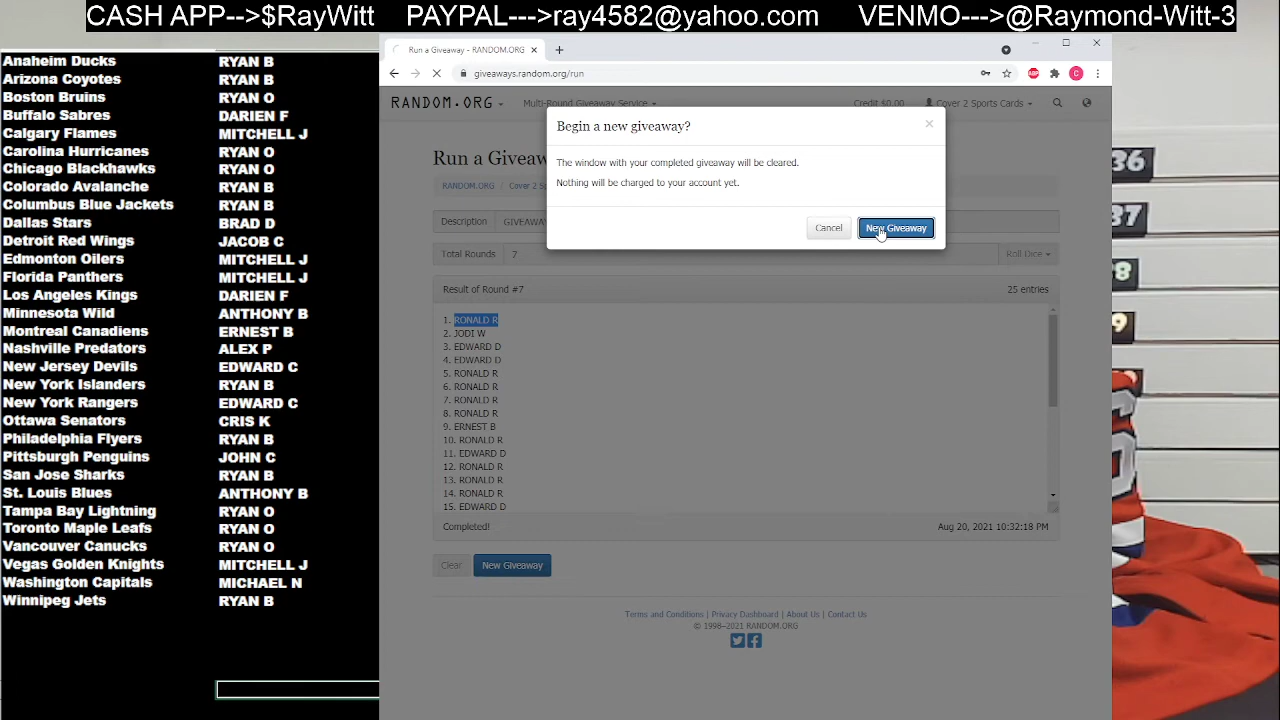 CASH APP-->$RayWitt PAYPAL--->ray4582@yahoo.com VENMO--->@Raymond-Witt-3
Anaheim Ducks RYAN B
Arizona Coyotes RYAN B
Boston Bruins RYAN O
Buffalo Sabres DARIEN F
Calgary Flames MITCHELL J
Carolina Hurricanes RYAN O
Chicago Blackhawks RYAN O
Colorado Avalanche RYAN B
Columbus Blue Jackets RYAN B
Dallas Stars BRAD D
Detroit Red Wings JACOB C
Edmonton Oilers MITCHELL J
Florida Panthers MITCHELL J
Los Angeles Kings DARIEN F
Minnesota Wild ANTHONY B
Montreal Canadiens ERNEST B
Nashville Predators ALEX P
New Jersey Devils EDWARD C
New York Islanders RYAN B
New York Rangers EDWARD C
Ottawa Senators CRIS K
Philadelphia Flyers RYAN B
Pittsburgh Penguins JOHN C
San Jose Sharks RYAN B
St. Louis Blues ANTHONY B
Tampa Bay Lightning RYAN O
Toronto Maple Leafs RYAN O
Vancouver Canucks RYAN O
Vegas Golden Knights MITCHELL J
Washington Capitals MICHAEL N
Winnipeg Jets RYAN B
Run a Giveaway - RANDOM.ORG
giveaways.random.org/run
RANDOM.ORG Multi-Round Giveaway Service Credit $0.00 Cover 2 Sports Cards
Begin a new giveaway?
The window with your completed giveaway will be cleared.
Nothing will be charged to your account yet.
Cancel New Giveaway
Run a Giveaw
RANDOM.ORG Cover 2 Sp
Description GIVEAWAY
Total Rounds 7 Roll Dice
Result of Round #7 25 entries
1. RONALD R
2. JODI W
3. EDWARD D
4. EDWARD D
5. RONALD R
6. RONALD R
7. RONALD R
8. RONALD R
9. ERNEST B
10. RONALD R
11. EDWARD D
12. RONALD R
13. RONALD R
14. RONALD R
15. EDWARD D
Completed! Aug 20, 2021 10:32:18 PM
Clear New Giveaway
Terms and Conditions | Privacy Dashboard | About Us | Contact Us
© 1998–2021 RANDOM.ORG
36
37